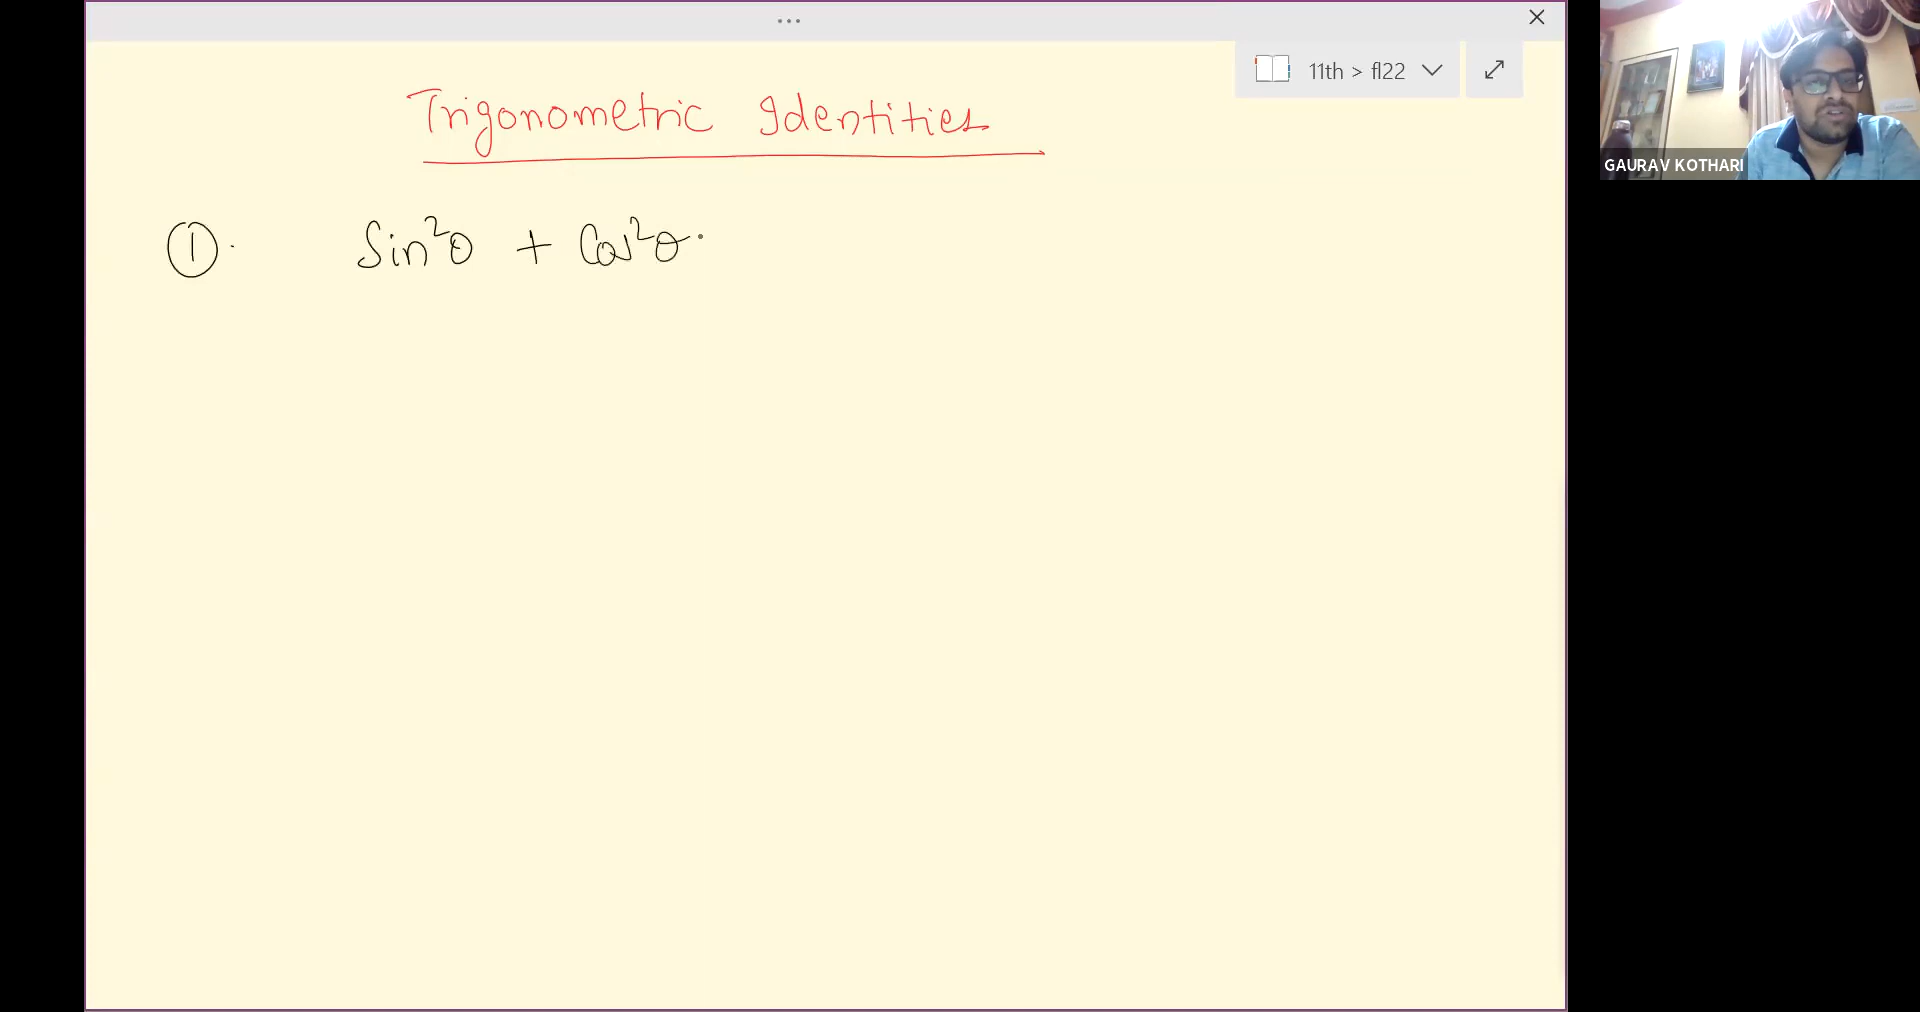 11th > fl22
Trigonometric Identities
GAURAV KOTHARI
①. Sin²θ + Cos²θ